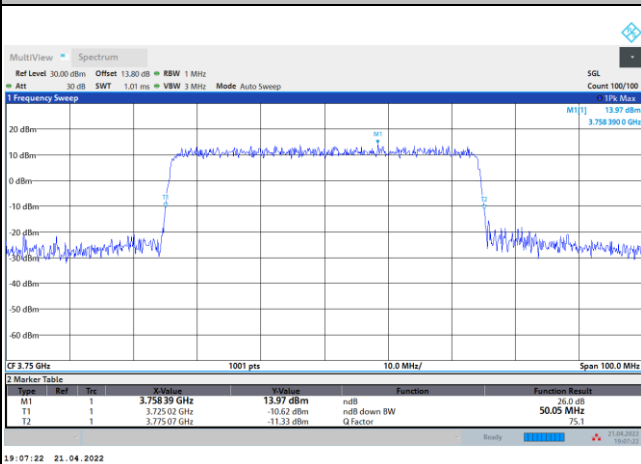 MultiView Spectrum
Ref Level 30.00 dBm Offset 13.80 dB RBW 1 MHz SGL
Att 30 dB SWT 1.01 ms VBW 3 MHz Mode Auto Sweep Count 100/100
1 Frequency Sweep 1Pk Max
M1[1] 13.97 dBm
3.758 390 0 GHz
20 dBm
M1
10 dBm
0 dBm
T1 T2
-10 dBm
-20 dBm
-30 dBm
-40 dBm
-50 dBm
-60 dBm
CF 3.75 GHz 1001 pts 10.0 MHz/ Span 100.0 MHz
2 Marker Table
Type Ref Trc X-Value Y-Value Function Function Result
M1 1 3.758 39 GHz 13.97 dBm ndB 26.0 dB
T1 1 3.725 02 GHz -10.62 dBm ndB down BW 50.05 MHz
T2 1 3.775 07 GHz -11.33 dBm Q Factor 75.1
Ready 21.04.2022
19:07:22
19:07:22 21.04.2022